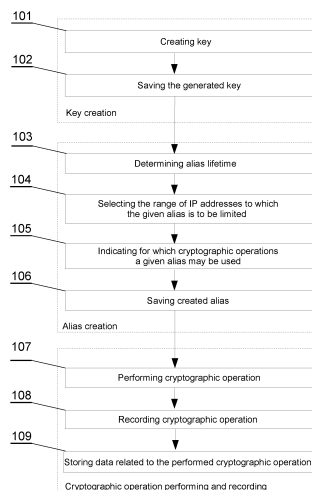 101
Creating key
102
Saving the generated key
Key creation
103
Determining alias lifetime
104
Selecting the range of IP addresses to which
the given alias is to be limited
105
Indicating for which cryptographic operations
a given alias may be used
106
Saving created alias
Alias creation
107
Performing cryptographic operation
108
Recording cryptographic operation
109
Storing data related to the performed cryptographic operation
Cryptographic operation performing and recording